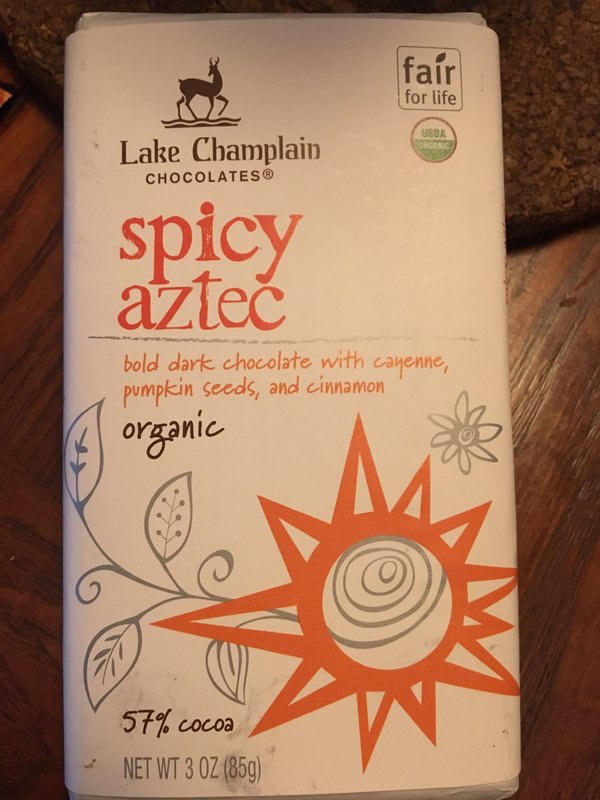 fair
for life
USDA
ORGANIC
Lake Champlain
CHOCOLATES®
spicy
aztec
bold dark chocolate with cayenne,
pumpkin seeds, and cinnamon
organic
57% cocoa
NET WT 3 OZ (85g)